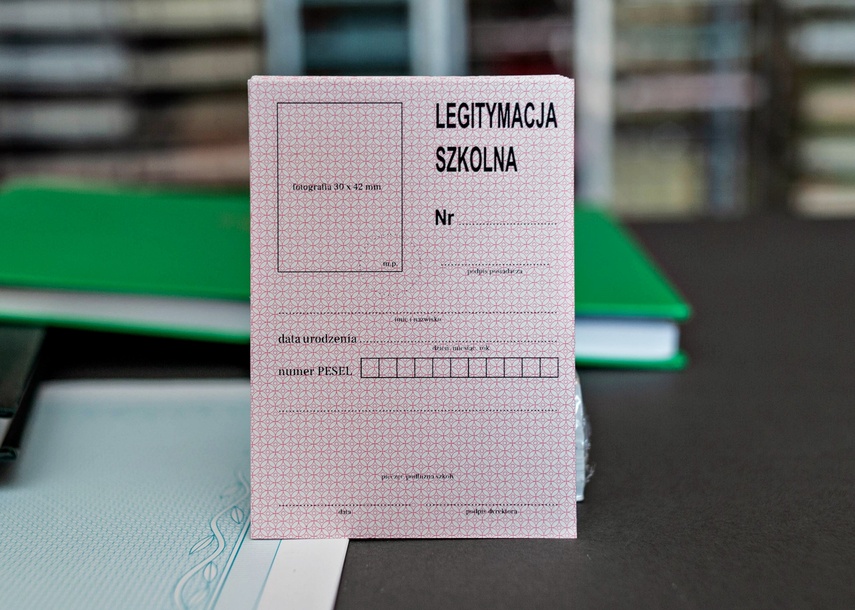 LEGITYMACJA
SZKOLNA
fotografia 30 x 42 mm
Nr
m.p.
podpis posiadacza
imię i nazwisko
data urodzenia
dzień, miesiąc, rok
numer PESEL
pieczęć podłużna szkoły
data
podpis dyrektora